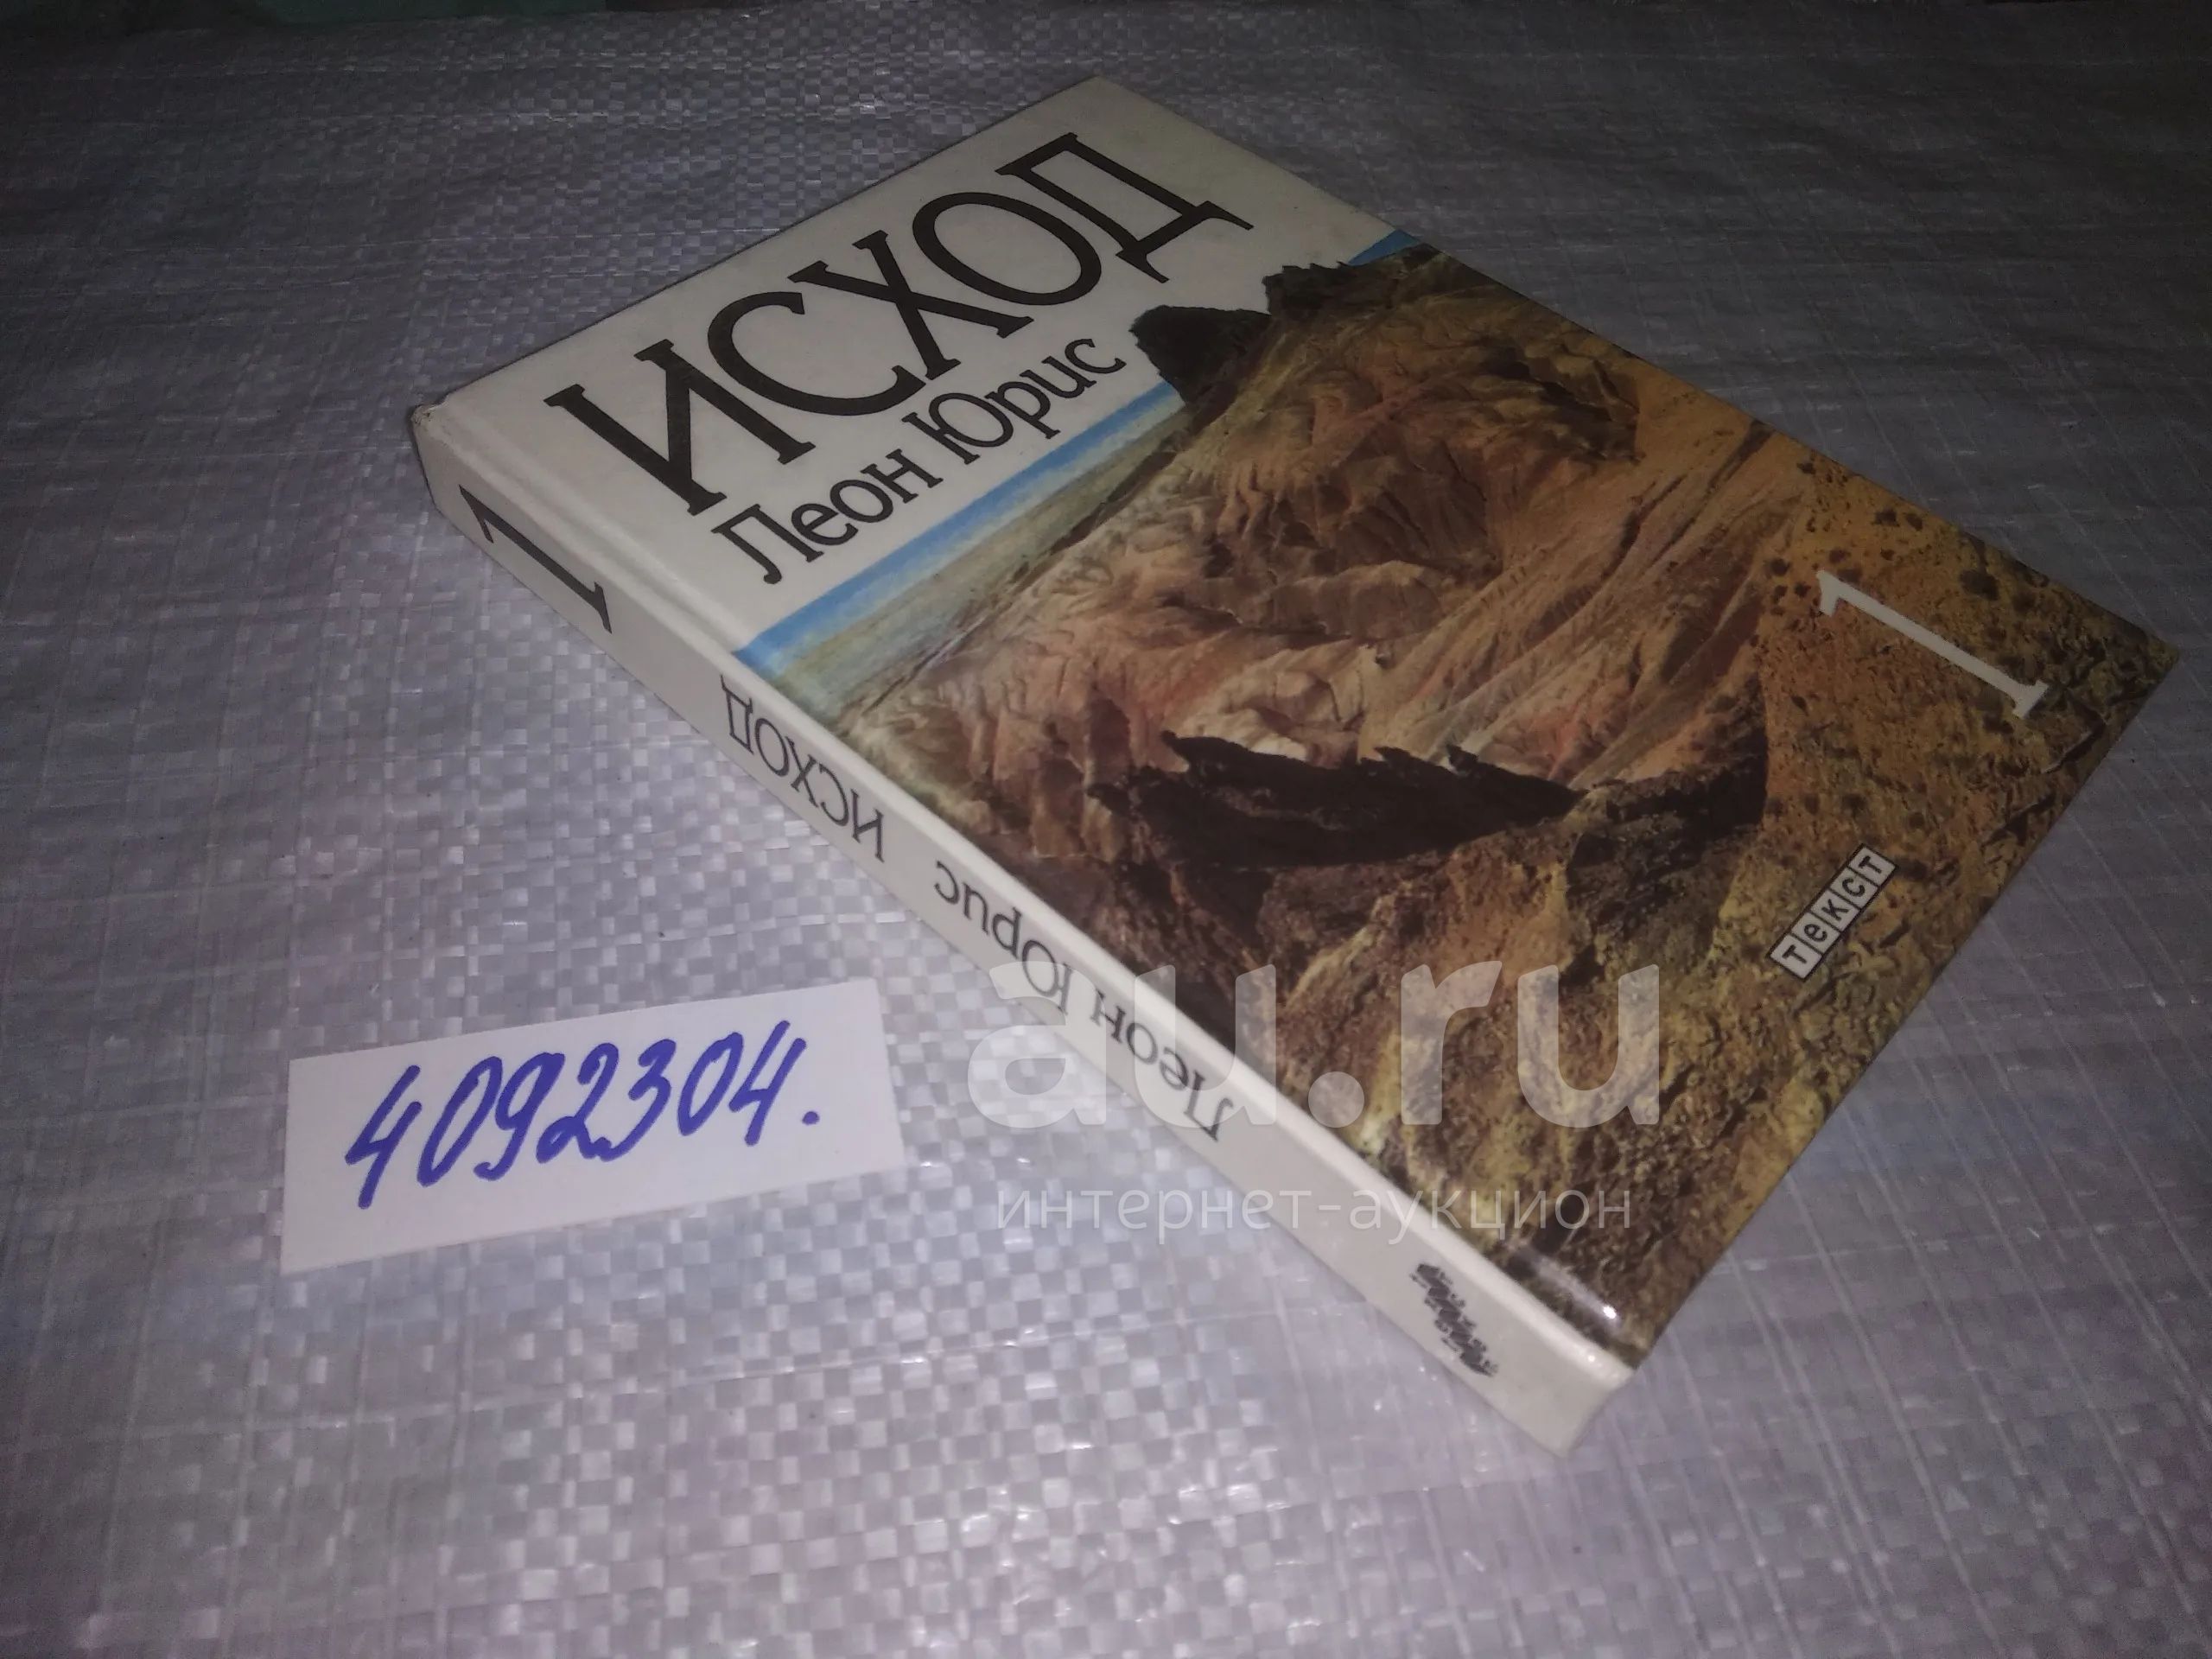 ИСХОД
Леон Юрис
1
текст
1
Леон Юрис ИСХОД
4092304.
au.ru
интернет-аукцион